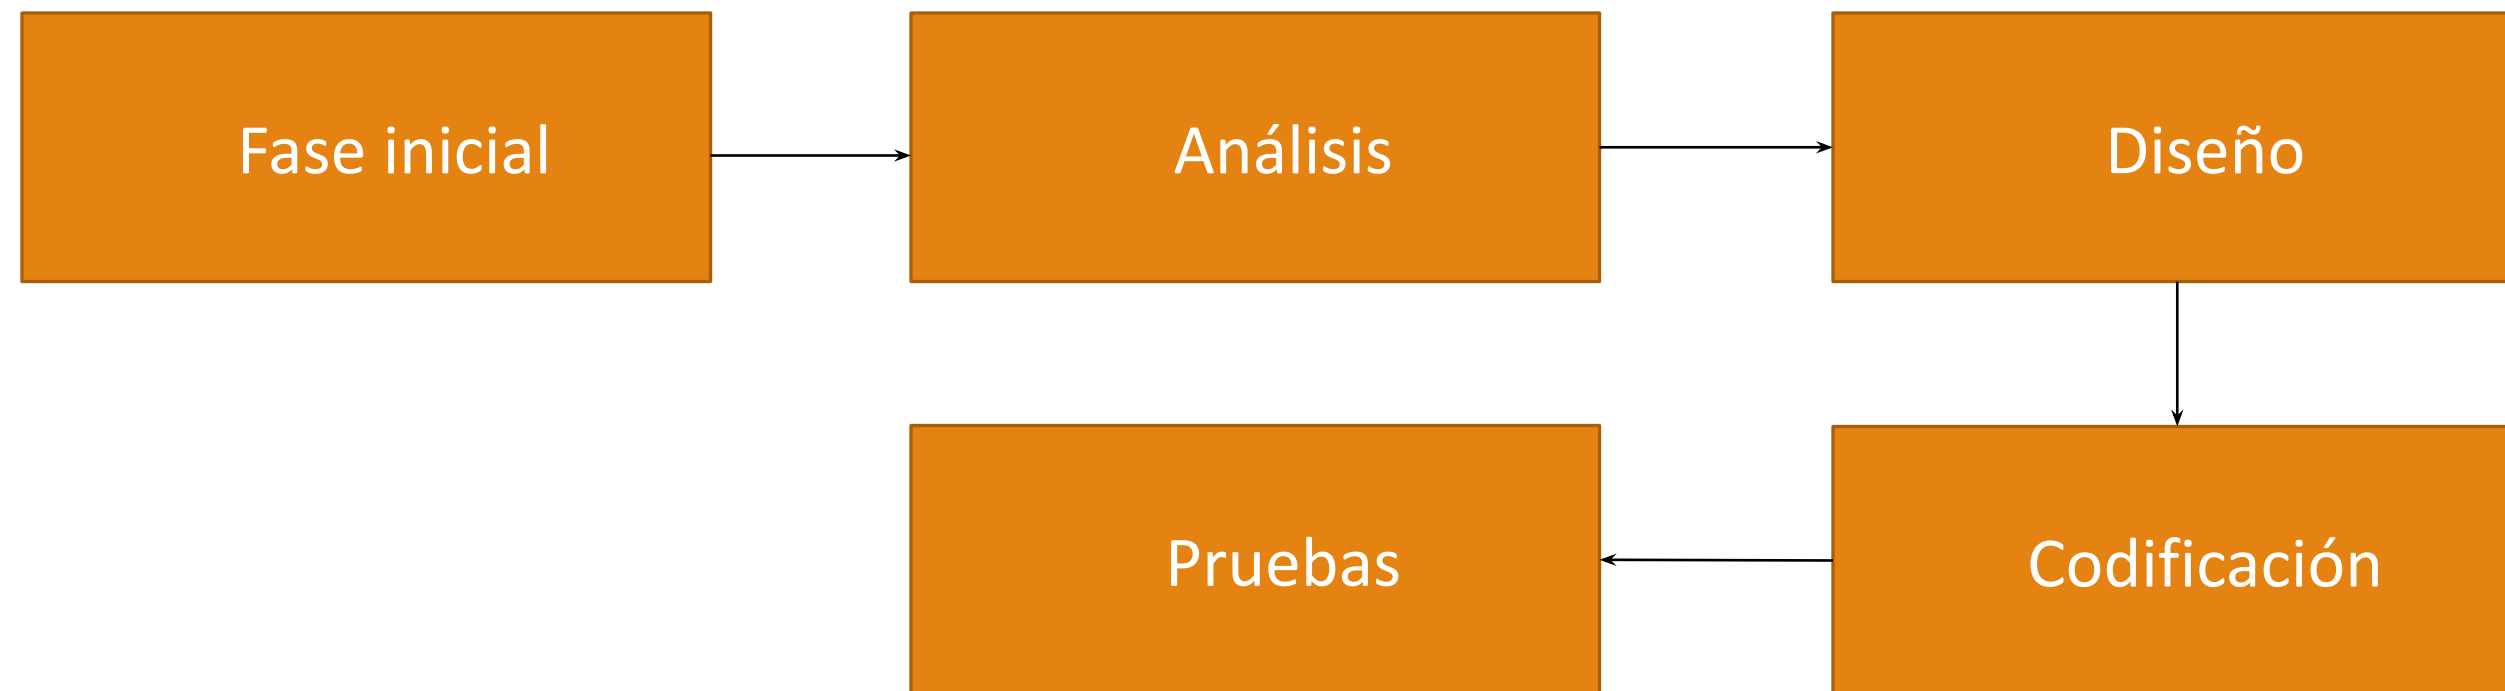 Fase inicial
Análisis
Diseño
Pruebas
Codificación